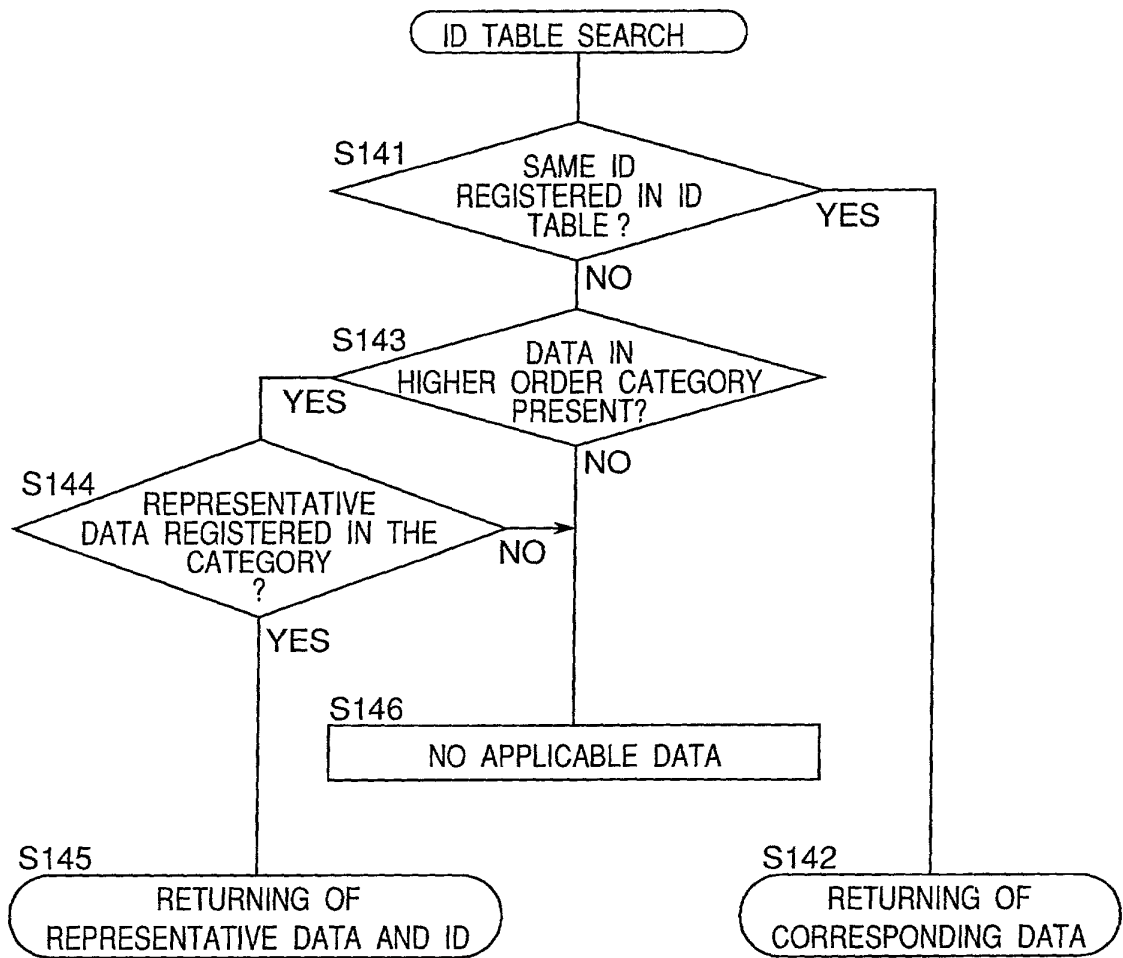 ID TABLE SEARCH
S141
SAME ID
REGISTERED IN ID
TABLE ?
YES
NO
S143
DATA IN
HIGHER ORDER CATEGORY
PRESENT?
YES
NO
S144
REPRESENTATIVE
DATA REGISTERED IN THE
CATEGORY
?
NO
YES
S146
NO APPLICABLE DATA
S145
RETURNING OF
REPRESENTATIVE DATA AND ID
S142
RETURNING OF
CORRESPONDING DATA